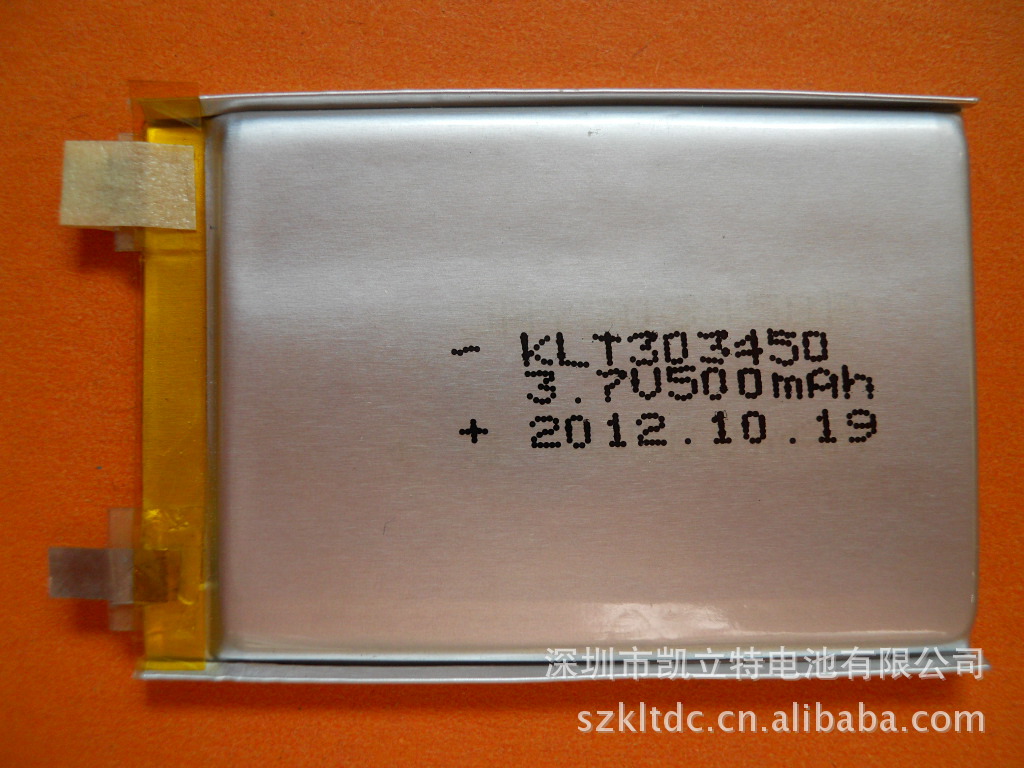 - KLT303450
3.7V500mAh
+ 2012.10.19
深圳市凯立特电池有限公司
szkltdc.cn.alibaba.com